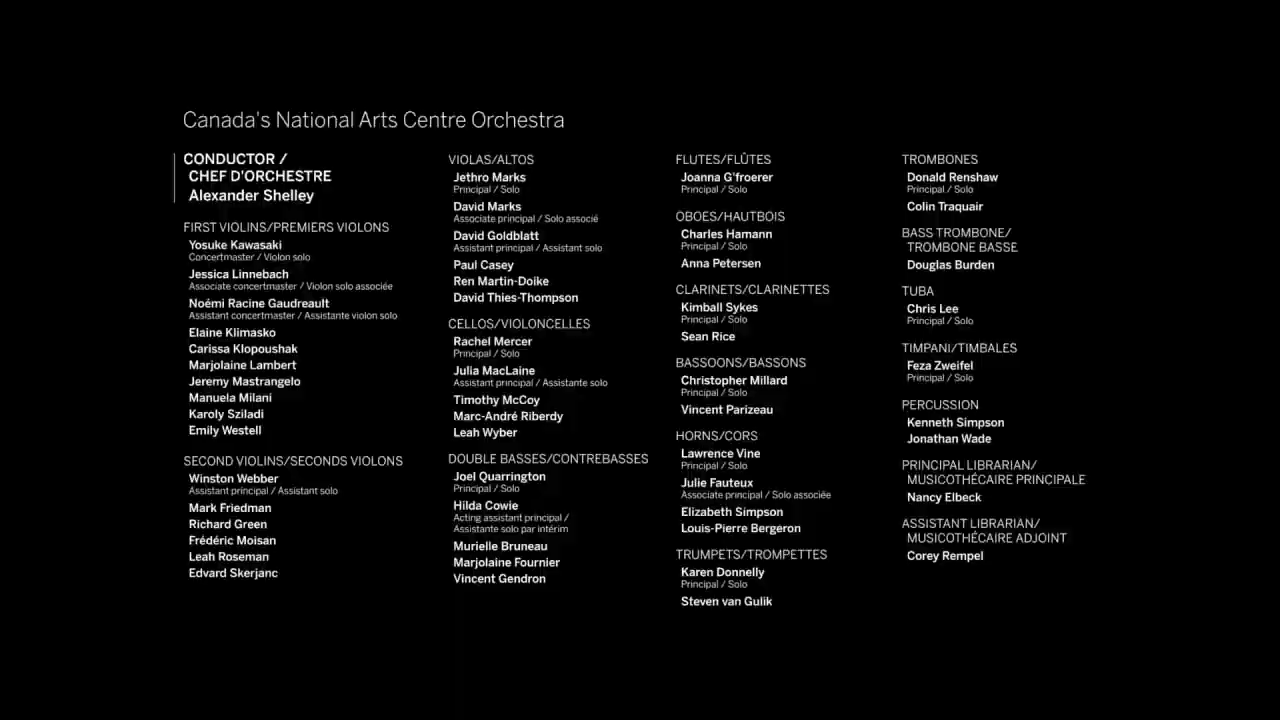 Canada's National Arts Centre Orchestra
CONDUCTOR /
CHEF D'ORCHESTRE
Alexander Shelley
FIRST VIOLINS/PREMIERS VIOLONS
Yosuke Kawasaki
Concertmaster / Violon solo
Jessica Linnebach
Associate concertmaster / Violon solo associée
Noémi Racine Gaudreault
Assistant concertmaster / Assistante violon solo
Elaine Klimasko
Carissa Klopoushak
Marjolaine Lambert
Jeremy Mastrangelo
Manuela Milani
Karoly Sziladi
Emily Westell
SECOND VIOLINS/SECONDS VIOLONS
Winston Webber
Assistant principal / Assistant solo
Mark Friedman
Richard Green
Frédéric Moisan
Leah Roseman
Edvard Skerjanc
VIOLAS/ALTOS
Jethro Marks
Principal / Solo
David Marks
Associate principal / Solo associé
David Goldblatt
Assistant principal / Assistant solo
Paul Casey
Ren Martin-Doike
David Thies-Thompson
CELLOS/VIOLONCELLES
Rachel Mercer
Principal / Solo
Julia MacLaine
Assistant principal / Assistante solo
Timothy McCoy
Marc-André Riberdy
Leah Wyber
DOUBLE BASSES/CONTREBASSES
Joel Quarrington
Principal / Solo
Hilda Cowie
Acting assistant principal /
Assistante solo par intérim
Murielle Bruneau
Marjolaine Fournier
Vincent Gendron
FLUTES/FLÛTES
Joanna G'froerer
Principal / Solo
OBOES/HAUTBOIS
Charles Hamann
Principal / Solo
Anna Petersen
CLARINETS/CLARINETTES
Kimball Sykes
Principal / Solo
Sean Rice
BASSOONS/BASSONS
Christopher Millard
Principal / Solo
Vincent Parizeau
HORNS/CORS
Lawrence Vine
Principal / Solo
Julie Fauteux
Associate principal / Solo associée
Elizabeth Simpson
Louis-Pierre Bergeron
TRUMPETS/TROMPETTES
Karen Donnelly
Principal / Solo
Steven van Gulik
TROMBONES
Donald Renshaw
Principal / Solo
Colin Traquair
BASS TROMBONE/
TROMBONE BASSE
Douglas Burden
TUBA
Chris Lee
Principal / Solo
TIMPANI/TIMBALES
Feza Zweifel
Principal / Solo
PERCUSSION
Kenneth Simpson
Jonathan Wade
PRINCIPAL LIBRARIAN/
MUSICOTHÉCAIRE PRINCIPALE
Nancy Elbeck
ASSISTANT LIBRARIAN/
MUSICOTHÉCAIRE ADJOINT
Corey Rempel